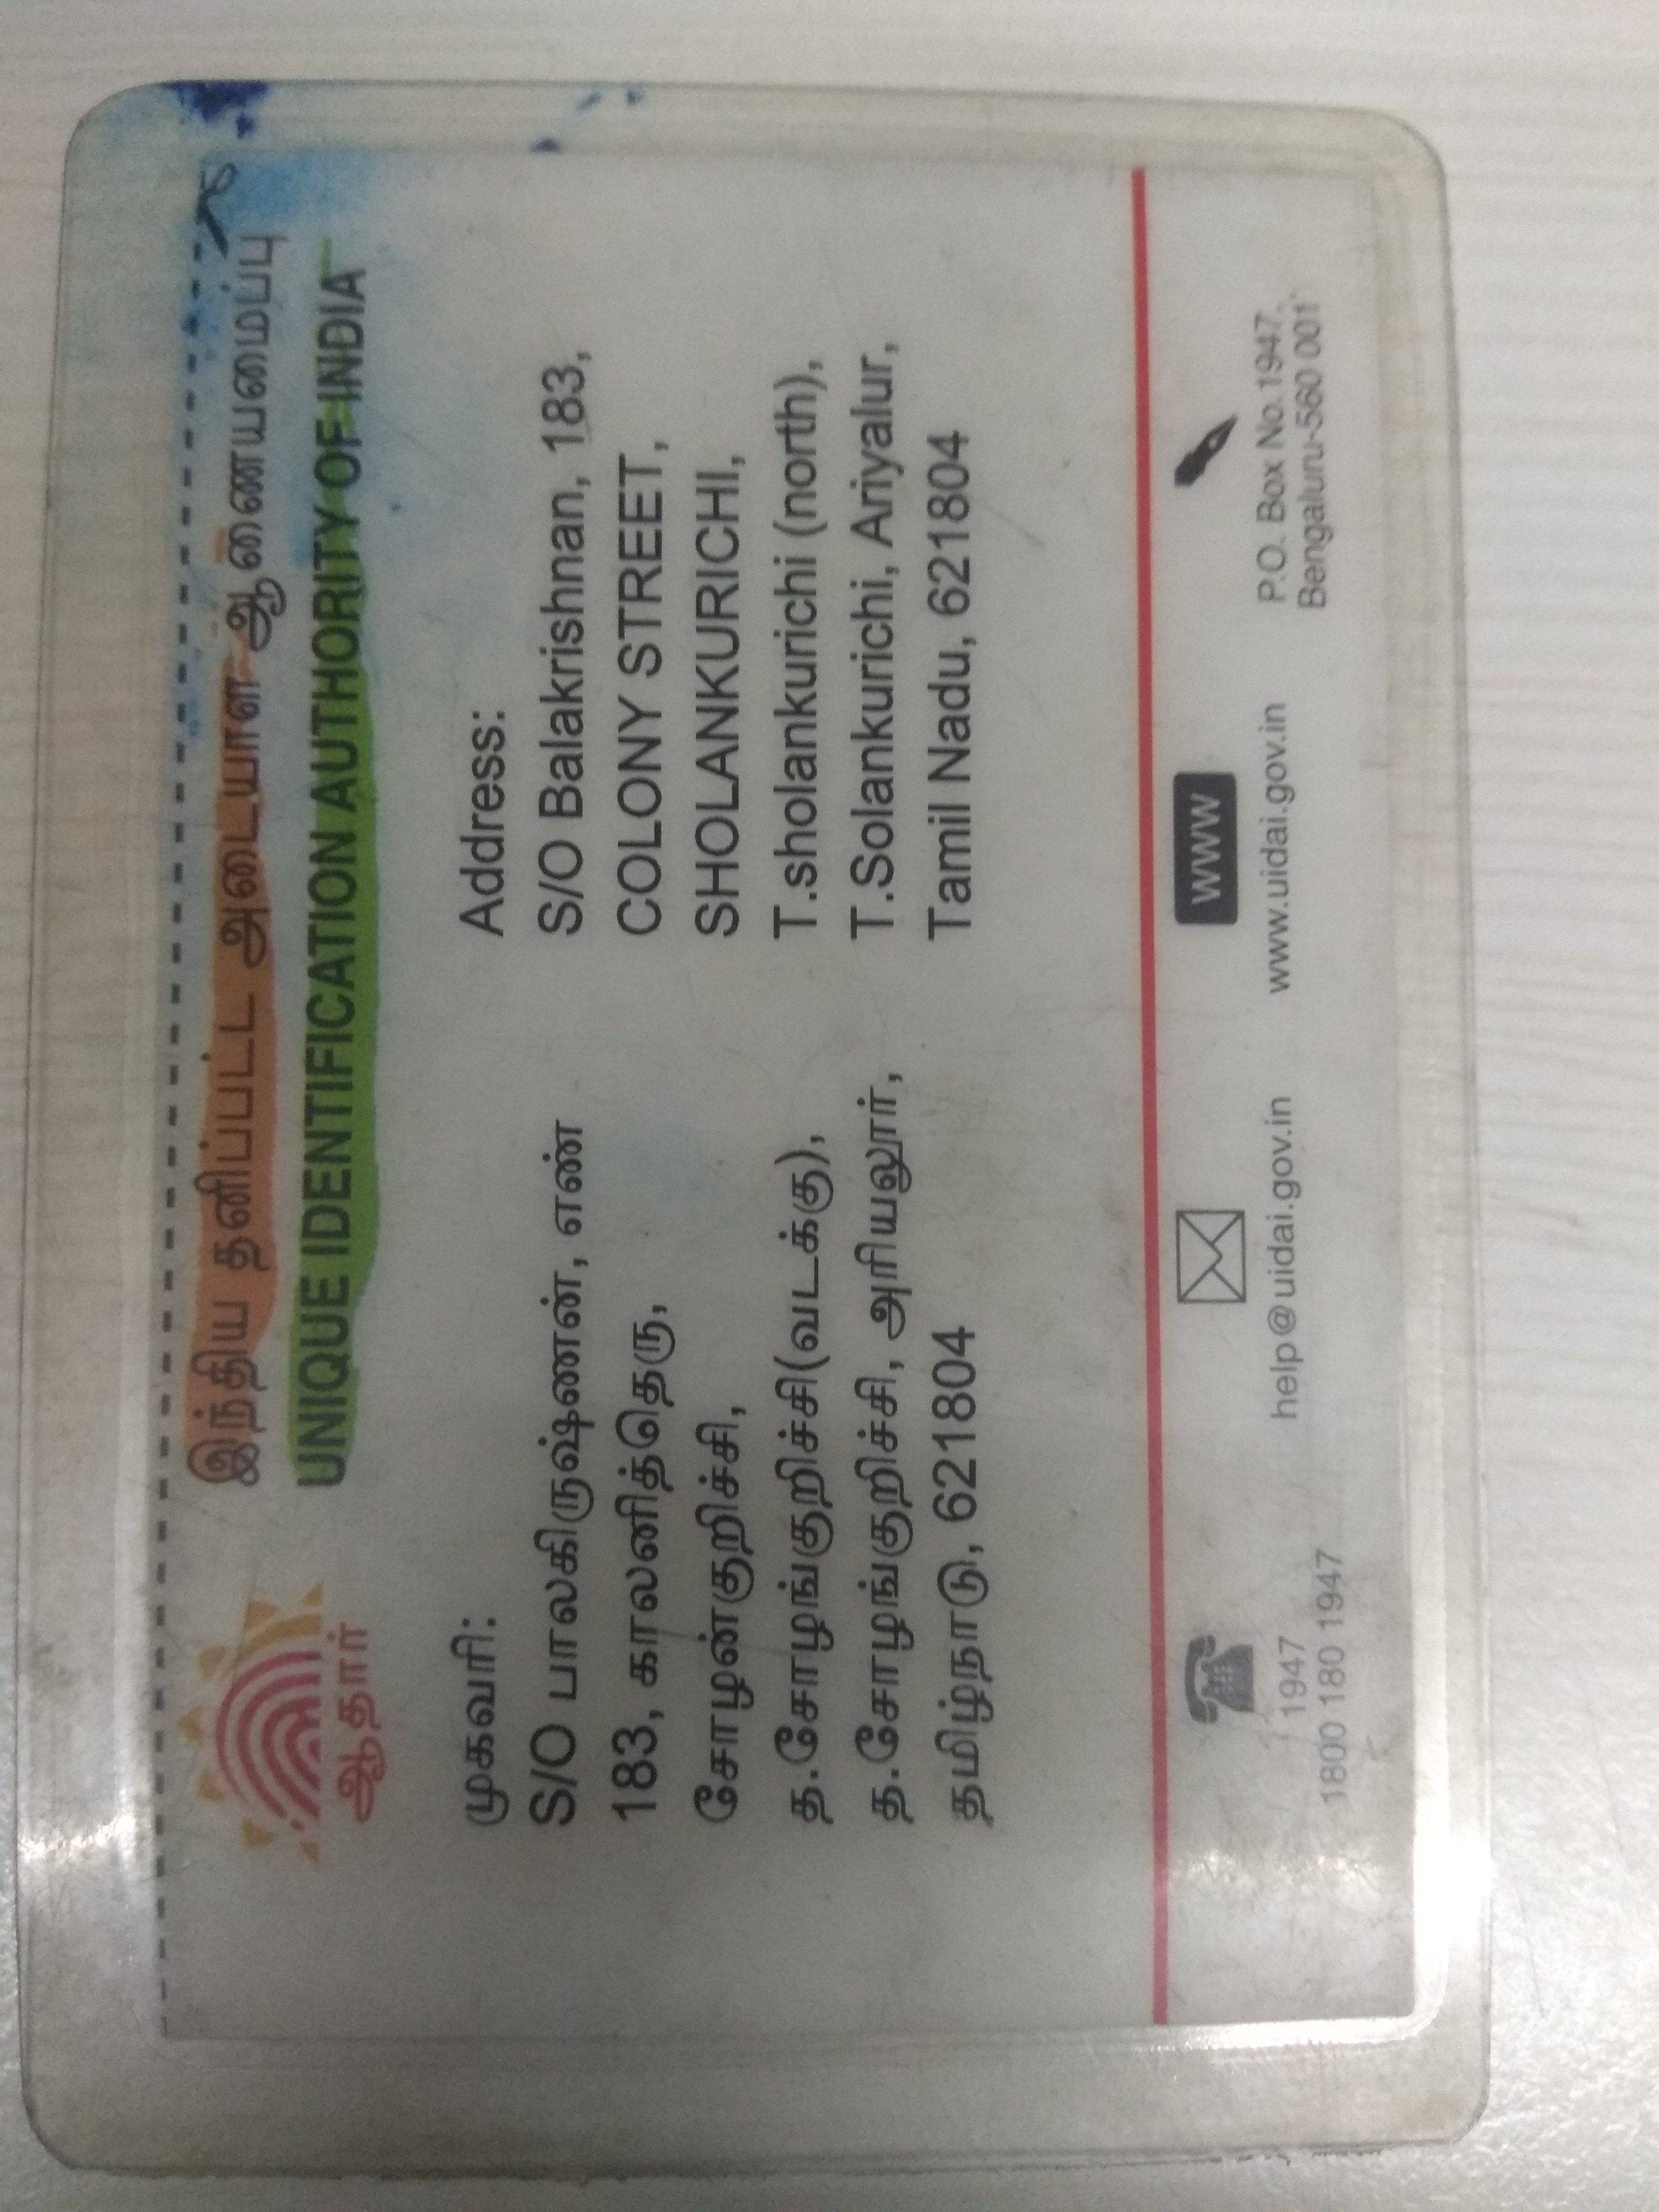 இந்திய தனிப்பட்ட அடையாள ஆணையமைப்பு
UNIQUE IDENTIFICATION AUTHORITY OF INDIA
ஆதார்
முகவரி:
S/O பாலகிருஷ்ணன், எண்
183, காலனித்தெரு,
சோழன்குறிச்சி,
த.சோழங்குறிச்சி(வடக்கு),
த.சோழங்குறிச்சி, அரியலூர்,
தமிழ்நாடு, 621804
Address:
S/O Balakrishnan, 183,
COLONY STREET,
SHOLANKURICHI,
T.sholankurichi (north),
T.Solankurichi, Ariyalur,
Tamil Nadu, 621804
1947
1800 180 1947
help@uidai.gov.in
WWW
www.uidai.gov.in
P.O. Box No.1947,
Bengaluru-560 001